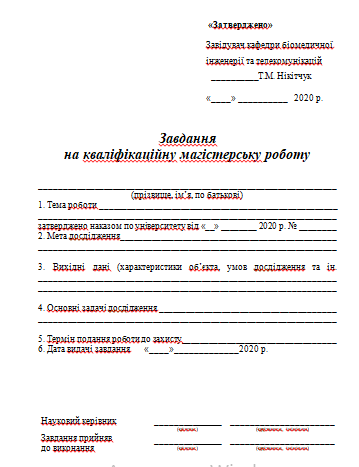 «Затверджено»
Завідувач кафедри біомедичної
інженерії та телекомунікацій
__________Т.М. Нікітчук
«____» __________ 2020 р.
Завдання
на кваліфікаційну магістерську роботу
(прізвище, ім’я, по батькові)
1. Тема роботи
затверджено наказом по університету від «__» ________ 2020 р. № ________
2. Мета дослідження
3. Вихідні дані (характеристики об’єкта, умов дослідження та ін.
4. Основні задачі дослідження
5. Термін подання роботи до захисту
6. Дата видачі завдання «____»______________2020 р.
Науковий керівник
Завдання прийняв
до виконання